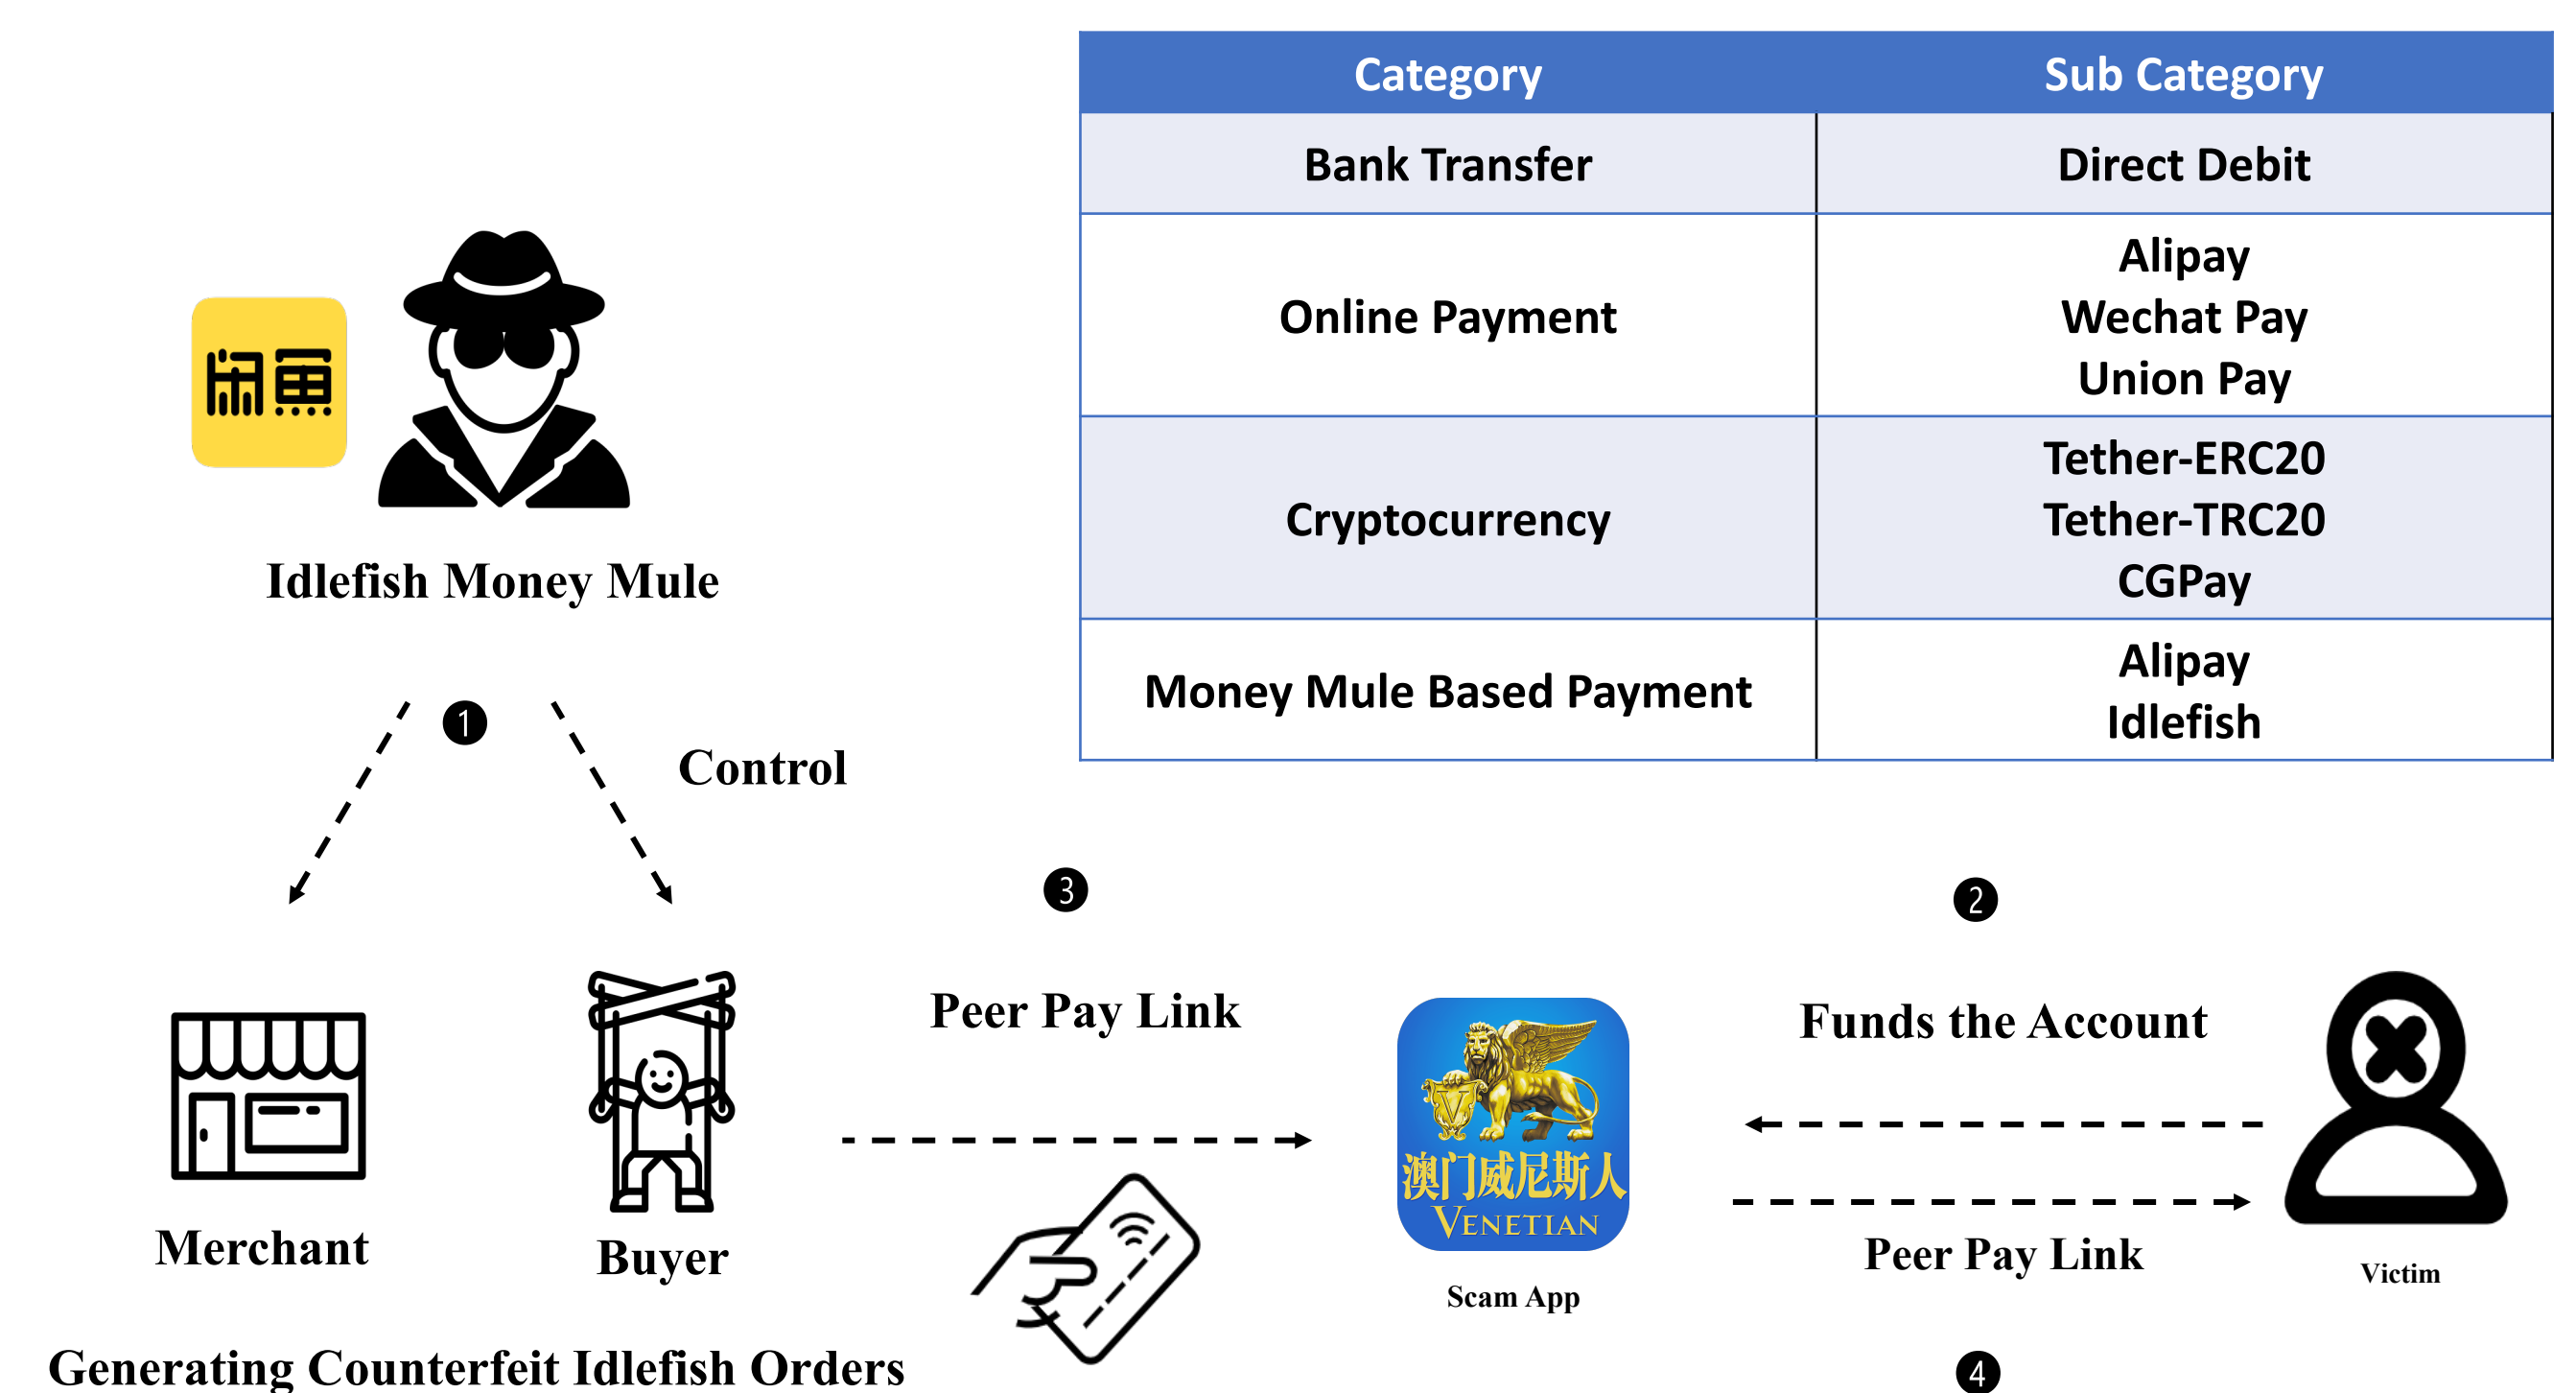 Category Sub Category
Bank Transfer Direct Debit
Online Payment
Alipay
Wechat Pay
Union Pay
Cryptocurrency
Tether-ERC20
Tether-TRC20
CGPay
Money Mule Based Payment
Alipay
Idlefish
闲鱼
Idlefish Money Mule
1
Control
3
2
Peer Pay Link
Funds the Account
澳门威尼斯人
VENETIAN
Peer Pay Link
Merchant
Buyer
Scam App
Victim
Generating Counterfeit Idlefish Orders
4